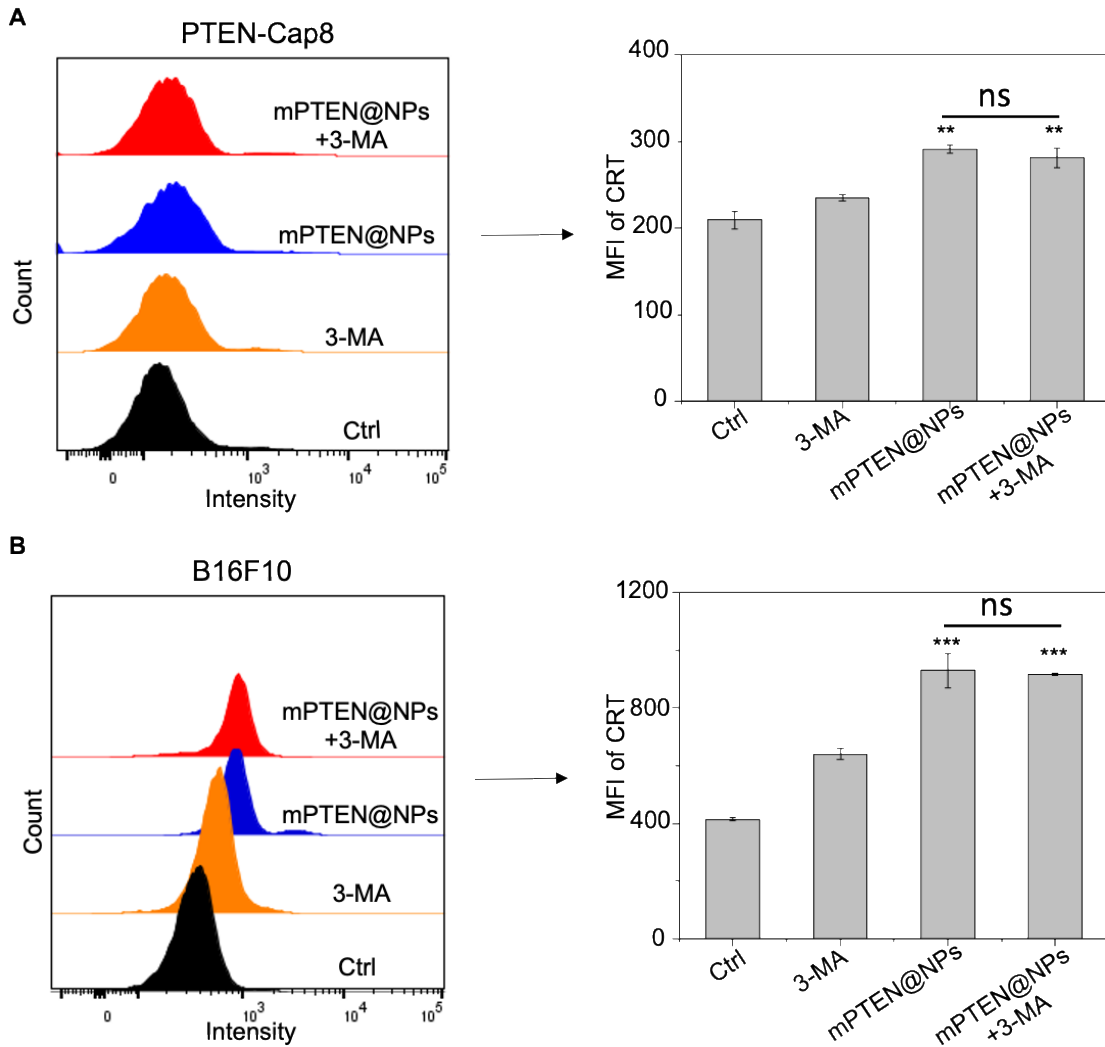 A
PTEN-Cap8
mPTEN@NPs
+3-MA
mPTEN@NPs
3-MA
Ctrl
Count
0
10³
10⁴
10⁵
Intensity
400
300
200
100
0
MFI of CRT
ns
**
**
Ctrl
3-MA
mPTEN@NPs
mPTEN@NPs
+3-MA
B
B16F10
mPTEN@NPs
+3-MA
mPTEN@NPs
3-MA
Ctrl
Count
0
10³
10⁴
10⁵
Intensity
1200
800
400
0
MFI of CRT
ns
***
***
Ctrl
3-MA
mPTEN@NPs
mPTEN@NPs
+3-MA